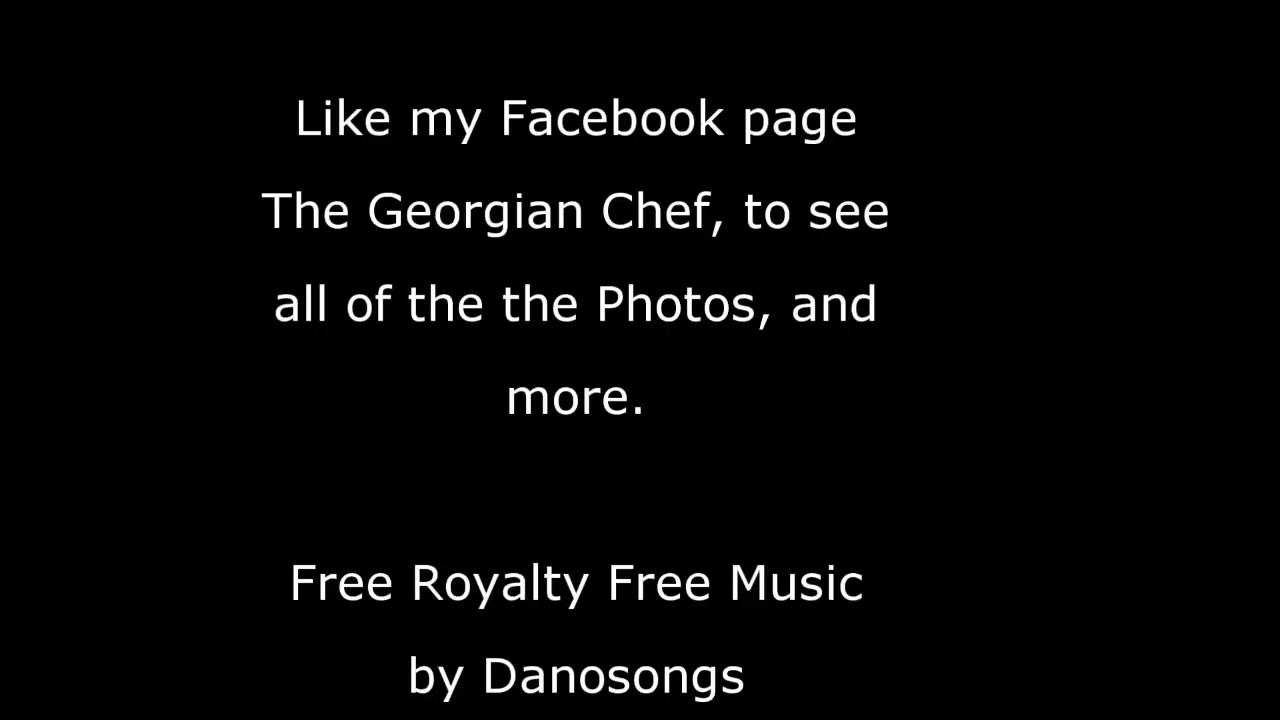 Like my Facebook page
The Georgian Chef, to see
all of the the Photos, and
more.
Free Royalty Free Music
by Danosongs